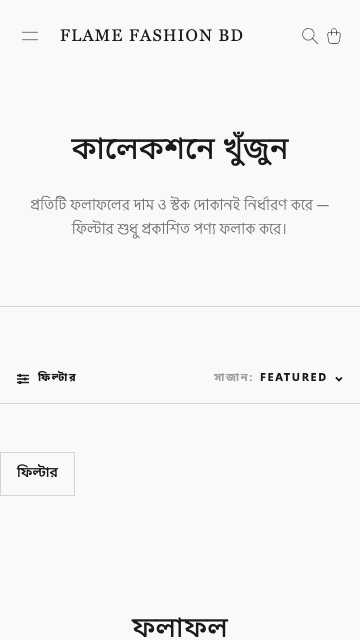 FLAME FASHION BD
কালেকশনে খুঁজুন
প্রতিটি ফলাফলের দাম ও স্টক দোকানই নির্ধারণ করে —
ফিল্টার শুধু প্রকাশিত পণ্য ফলাক করে।
ফিল্টার
সাজান: FEATURED
ফিল্টার
ফলাফল